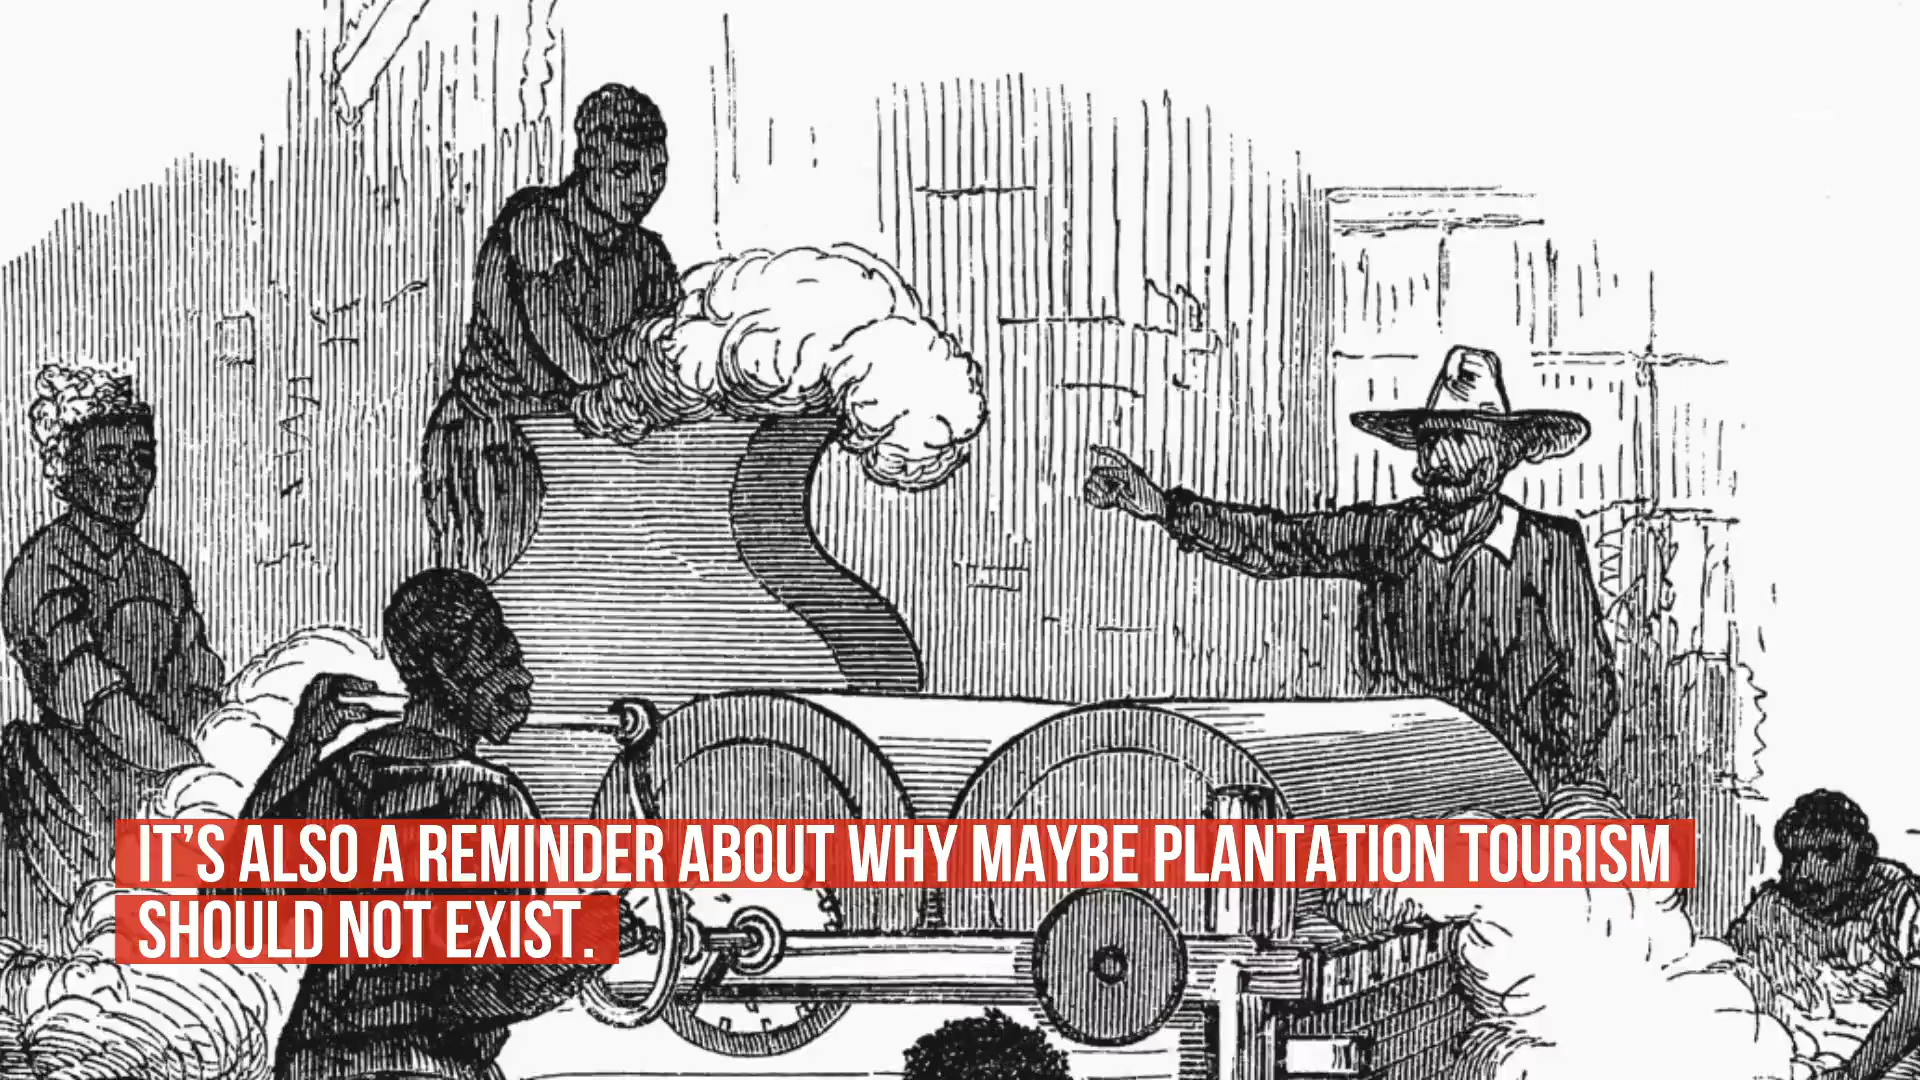 IT'S ALSO A REMINDER ABOUT WHY MAYBE PLANTATION TOURISM
SHOULD NOT EXIST.